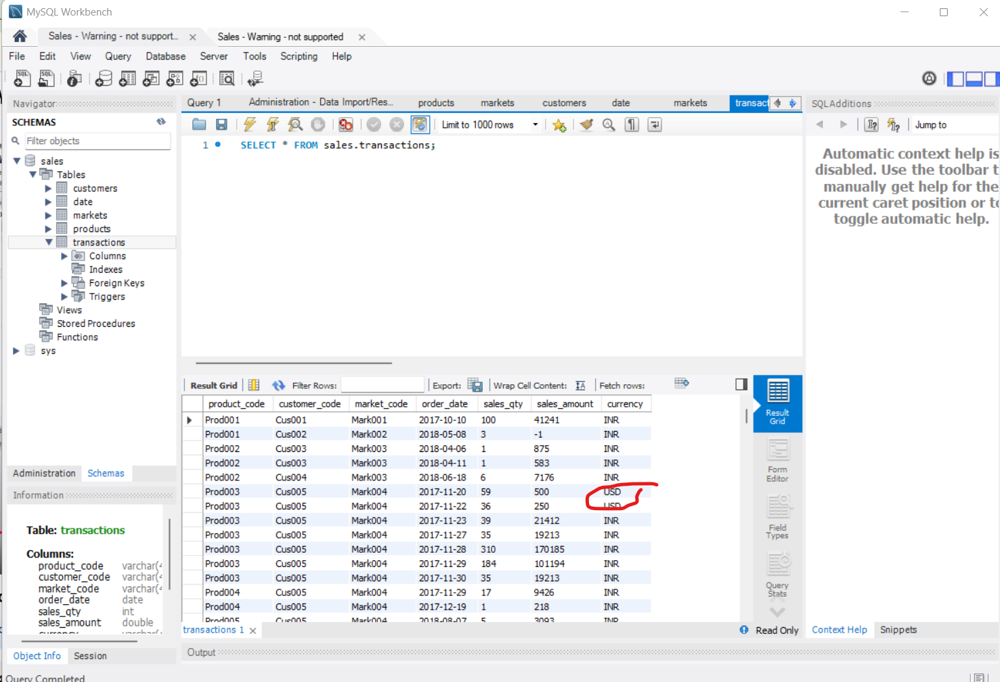 MySQL Workbench
Sales - Warning - not support...
Sales - Warning - not supported
File Edit View Query Database Server Tools Scripting Help
Navigator
SCHEMAS
Filter objects
sales
Tables
customers
date
markets
products
transactions
Columns
Indexes
Foreign Keys
Triggers
Views
Stored Procedures
Functions
sys
Administration Schemas
Information
Table: transactions
Columns:
product_code varchar(4
customer_code varchar(4
market_code varchar(4
order_date date
sales_qty int
sales_amount double
currency varchar(4
Object Info Session
Query Completed
Query 1 Administration - Data Import/Res... products markets customers date markets transact
Limit to 1000 rows
1 SELECT * FROM sales.transactions;
Result Grid Filter Rows: Export: Wrap Cell Content: Fetch rows:
product_code customer_code market_code order_date sales_qty sales_amount currency
Prod001 Cus001 Mark001 2017-10-10 100 41241 INR
Prod001 Cus002 Mark002 2018-05-08 3 -1 INR
Prod002 Cus003 Mark003 2018-04-06 1 875 INR
Prod002 Cus003 Mark003 2018-04-11 1 583 INR
Prod002 Cus004 Mark003 2018-06-18 6 7176 INR
Prod003 Cus005 Mark004 2017-11-20 59 500 USD
Prod003 Cus005 Mark004 2017-11-22 36 250 USD
Prod003 Cus005 Mark004 2017-11-23 39 21412 INR
Prod003 Cus005 Mark004 2017-11-27 35 19213 INR
Prod003 Cus005 Mark004 2017-11-28 310 170185 INR
Prod003 Cus005 Mark004 2017-11-29 184 101194 INR
Prod003 Cus005 Mark004 2017-11-30 35 19213 INR
Prod004 Cus005 Mark004 2017-11-29 17 9426 INR
Prod004 Cus005 Mark004 2017-12-19 1 218 INR
Prod005 Cus005 Mark004 2018-08-07 5 3093 INR
Result
Grid
Form
Editor
Field
Types
Query
Stats
transactions 1
Read Only
Output
SQLAdditions
Jump to
Automatic context help is
disabled. Use the toolbar t
manually get help for the
current caret position or to
toggle automatic help.
Context Help Snippets